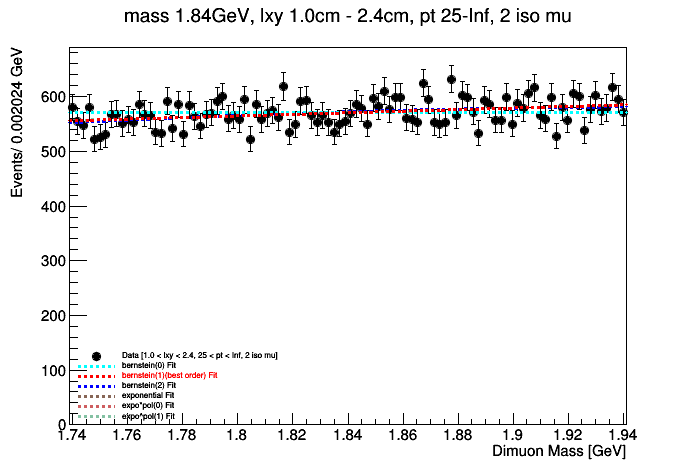 mass 1.84GeV, lxy 1.0cm - 2.4cm, pt 25-Inf, 2 iso mu
Events/ 0.002024 GeV
600
500
400
300
200
100
0
Data [1.0 < lxy < 2.4, 25 < pt < Inf, 2 iso mu]
bernstein(0) Fit
bernstein(1)(best order) Fit
bernstein(2) Fit
exponential Fit
expo*pol(0) Fit
expo*pol(1) Fit
1.74 1.76 1.78 1.8 1.82 1.84 1.86 1.88 1.9 1.92 1.94
Dimuon Mass [GeV]